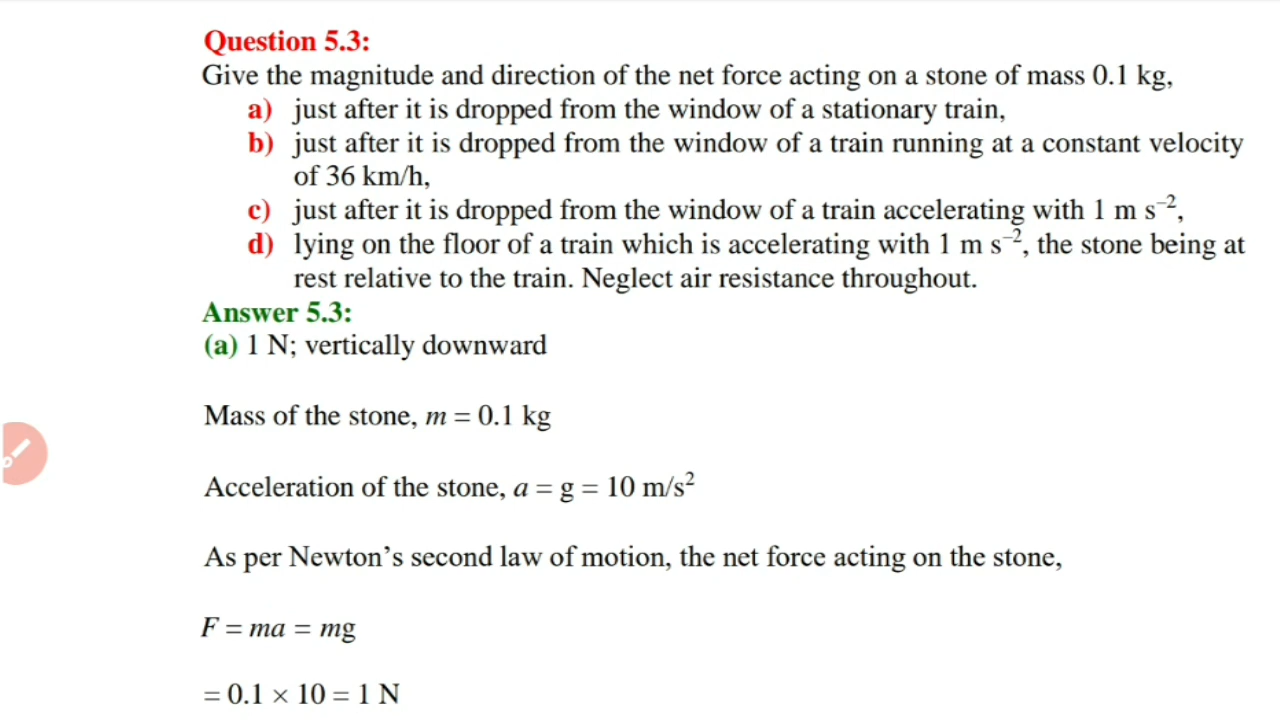 Question 5.3:
Give the magnitude and direction of the net force acting on a stone of mass 0.1 kg,
a) just after it is dropped from the window of a stationary train,
b) just after it is dropped from the window of a train running at a constant velocity
of 36 km/h,
c) just after it is dropped from the window of a train accelerating with 1 m s⁻²,
d) lying on the floor of a train which is accelerating with 1 m s⁻², the stone being at
rest relative to the train. Neglect air resistance throughout.
Answer 5.3:
(a) 1 N; vertically downward
Mass of the stone, m = 0.1 kg
Acceleration of the stone, a = g = 10 m/s²
As per Newton’s second law of motion, the net force acting on the stone,
F = ma = mg
= 0.1 × 10 = 1 N